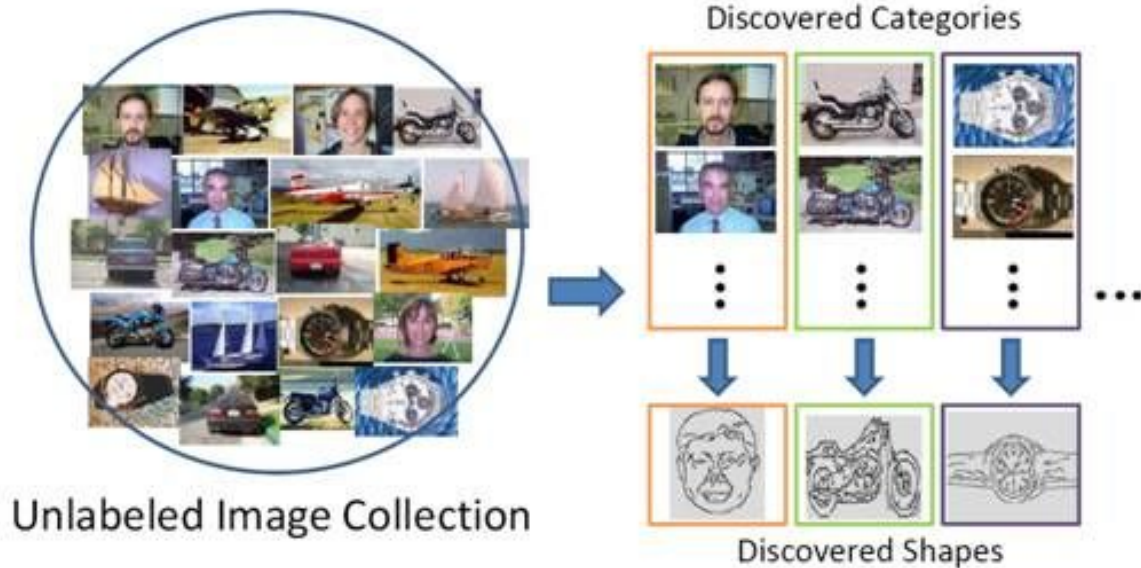 Discovered Categories
Unlabeled Image Collection
Discovered Shapes